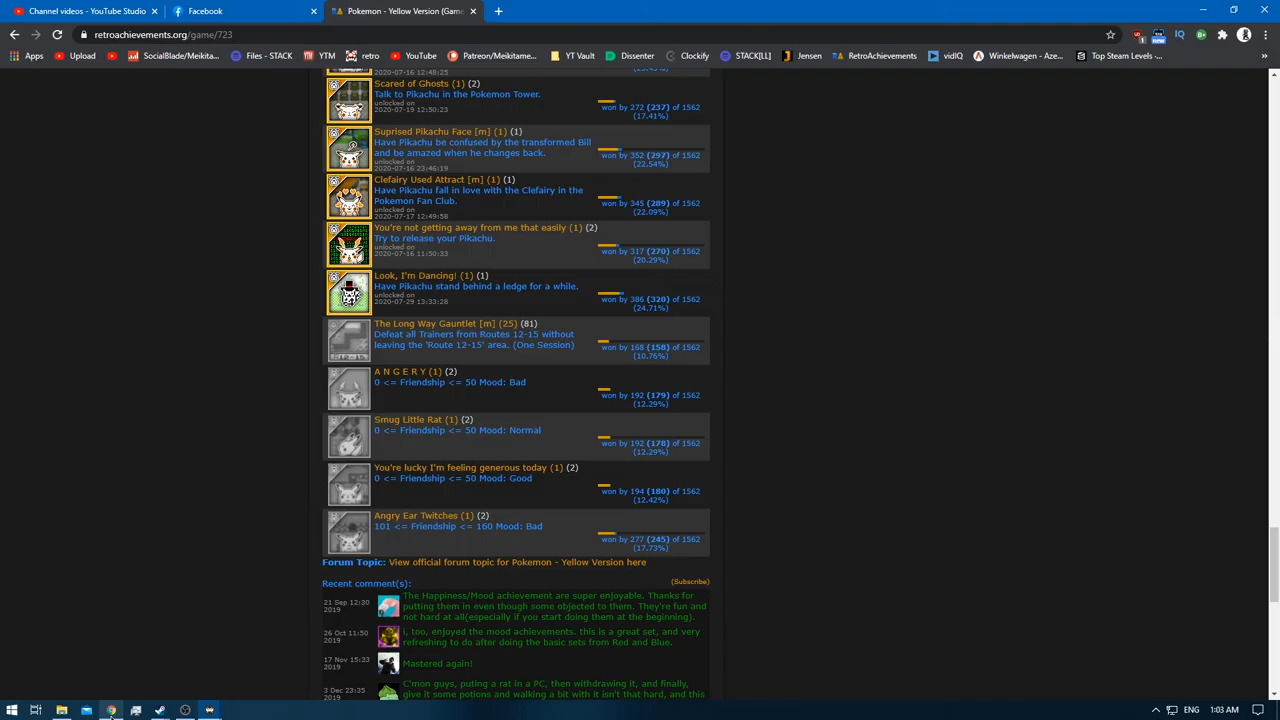 Channel videos - YouTube Studio
Facebook
Pokemon - Yellow Version (Game
retroachievements.org/game/723
Apps
Upload
SocialBlade/Meikita...
Files - STACK
YTM
retro
YouTube
Patreon/Meikitame...
YT Vault
Dissenter
Clockify
STACK[LL]
Jensen
RetroAchievements
vidIQ
Winkelwagen - Aze...
Top Steam Levels -...
2020-07-16 12:48:25
Scared of Ghosts (1) (2)
Talk to Pikachu in the Pokemon Tower.
unlocked on
2020-07-19 12:50:23
won by 272 (237) of 1562
(17.41%)
Suprised Pikachu Face [m] (1) (1)
Have Pikachu be confused by the transformed Bill
and be amazed when he changes back.
unlocked on
2020-07-16 23:46:19
won by 352 (297) of 1562
(22.54%)
Clefairy Used Attract [m] (1) (1)
Have Pikachu fall in love with the Clefairy in the
Pokemon Fan Club.
unlocked on
2020-07-17 12:49:58
won by 345 (289) of 1562
(22.09%)
You're not getting away from me that easily (1) (2)
Try to release your Pikachu.
unlocked on
2020-07-16 11:50:33
won by 317 (270) of 1562
(20.29%)
Look, I'm Dancing! (1) (1)
Have Pikachu stand behind a ledge for a while.
unlocked on
2020-07-29 13:33:28
won by 386 (320) of 1562
(24.71%)
The Long Way Gauntlet [m] (25) (81)
Defeat all Trainers from Routes 12-15 without
leaving the 'Route 12-15' area. (One Session)
R12-15
won by 168 (158) of 1562
(10.76%)
A N G E R Y (1) (2)
0 <= Friendship <= 50 Mood: Bad
won by 192 (179) of 1562
(12.29%)
Smug Little Rat (1) (2)
0 <= Friendship <= 50 Mood: Normal
won by 192 (178) of 1562
(12.29%)
You're lucky I'm feeling generous today (1) (2)
0 <= Friendship <= 50 Mood: Good
won by 194 (180) of 1562
(12.42%)
Angry Ear Twitches (1) (2)
101 <= Friendship <= 160 Mood: Bad
won by 277 (245) of 1562
(17.73%)
Forum Topic: View official forum topic for Pokemon - Yellow Version here
Recent comment(s):
(Subscribe)
21 Sep 12:30
2019
The Happiness/Mood achievement are super enjoyable. Thanks for
putting them in even though some objected to them. They're fun and
not hard at all(especially if you start doing them at the beginning).
26 Oct 11:50
2019
i, too, enjoyed the mood achievements. this is a great set, and very
refreshing to do after doing the basic sets from Red and Blue.
17 Nov 15:33
2019
Mastered again!
3 Dec 23:35
2019
C'mon guys, puting a rat in a PC, then withdrawing it, and finally,
give it some potions and walking a bit with it isn't that hard, and this
ENG
1:03 AM